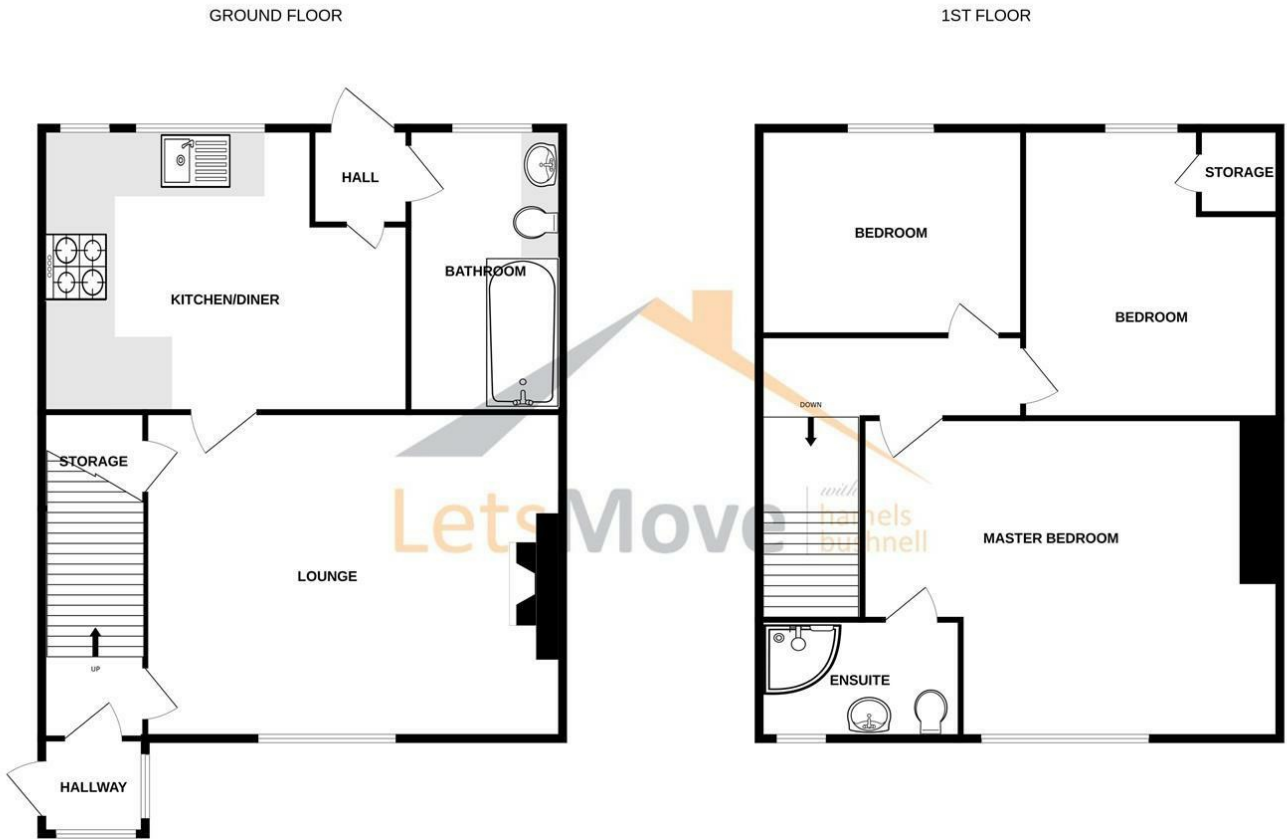 GROUND FLOOR
1ST FLOOR
HALL
KITCHEN/DINER
BATHROOM
STORAGE
LOUNGE
UP
HALLWAY
BEDROOM
STORAGE
BEDROOM
DOWN
MASTER BEDROOM
ENSUITE
LetsMove
with
hamels
bushnell